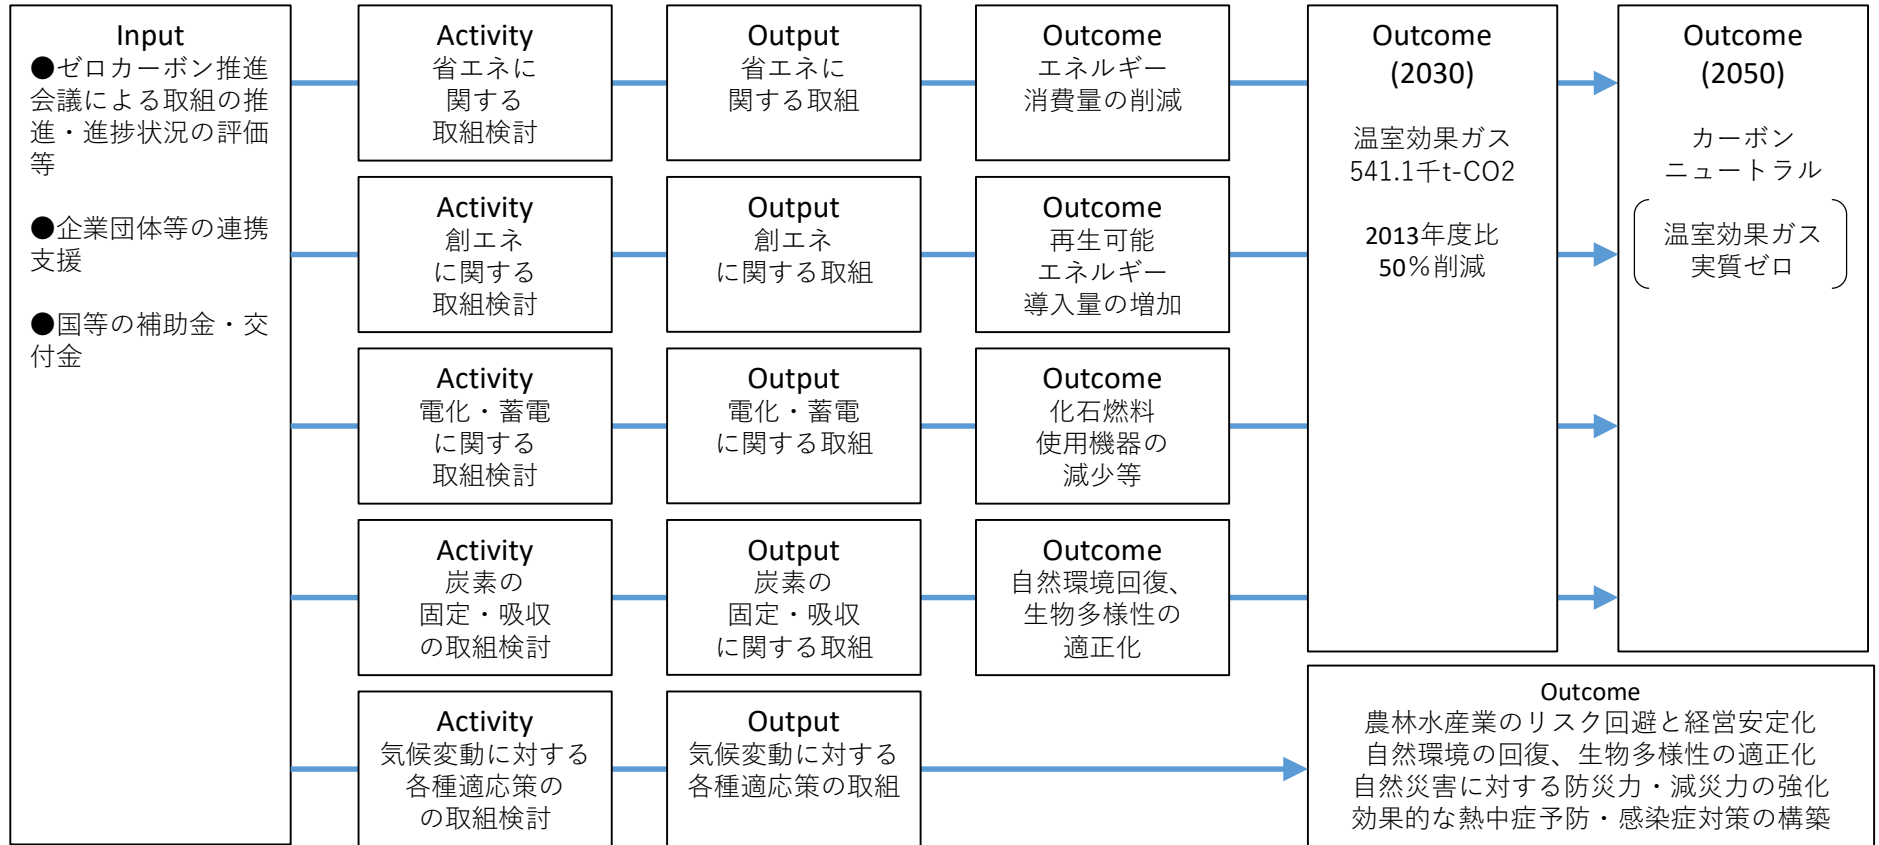 Input
●ゼロカーボン推進
会議による取組の推
進・進捗状況の評価
等
●企業団体等の連携
支援
●国等の補助金・交
付金
Activity
省エネに
関する
取組検討
Output
省エネに
関する取組
Outcome
エネルギー
消費量の削減
Activity
創エネ
に関する
取組検討
Output
創エネ
に関する取組
Outcome
再生可能
エネルギー
導入量の増加
Activity
電化・蓄電
に関する
取組検討
Output
電化・蓄電
に関する取組
Outcome
化石燃料
使用機器の
減少等
Activity
炭素の
固定・吸収
の取組検討
Output
炭素の
固定・吸収
に関する取組
Outcome
自然環境回復、
生物多様性の
適正化
Activity
気候変動に対する
各種適応策の
の取組検討
Output
気候変動に対する
各種適応策の取組
Outcome
(2030)
温室効果ガス
541.1千t-CO2
2013年度比
50%削減
Outcome
(2050)
カーボン
ニュートラル
温室効果ガス
実質ゼロ
Outcome
農林水産業のリスク回避と経営安定化
自然環境の回復、生物多様性の適正化
自然災害に対する防災力・減災力の強化
効果的な熱中症予防・感染症対策の構築